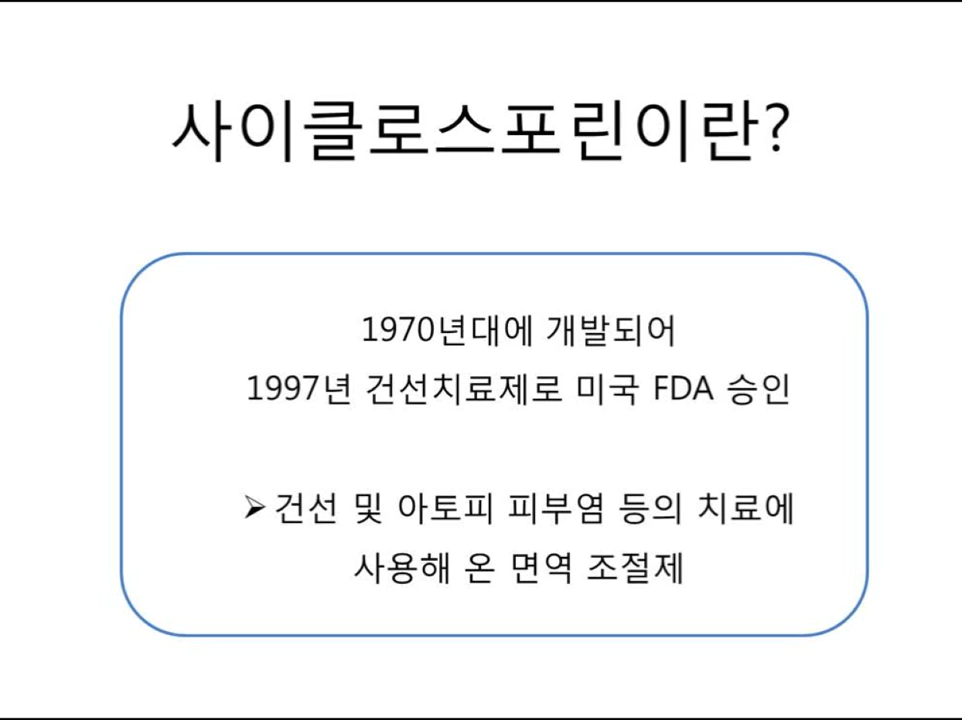 사이클로스포린이란?
1970년대에 개발되어
1997년 건선치료제로 미국 FDA 승인
➢건선 및 아토피 피부염 등의 치료에
사용해 온 면역 조절제